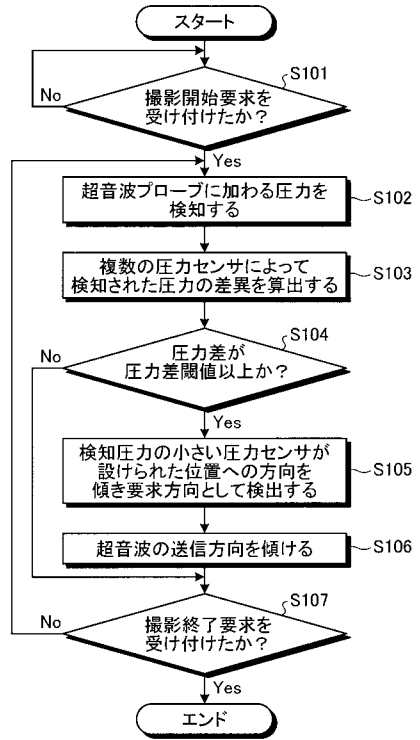 スタート
S101
撮影開始要求を
受け付けたか？
No
Yes
超音波プローブに加わる圧力を
検知する
S102
複数の圧力センサによって
検知された圧力の差異を算出する
S103
S104
圧力差が
圧力差閾値以上か？
No
Yes
検知圧力の小さい圧力センサが
設けられた位置への方向を
傾き要求方向として検出する
S105
超音波の送信方向を傾ける
S106
S107
撮影終了要求を
受け付けたか？
No
Yes
エンド